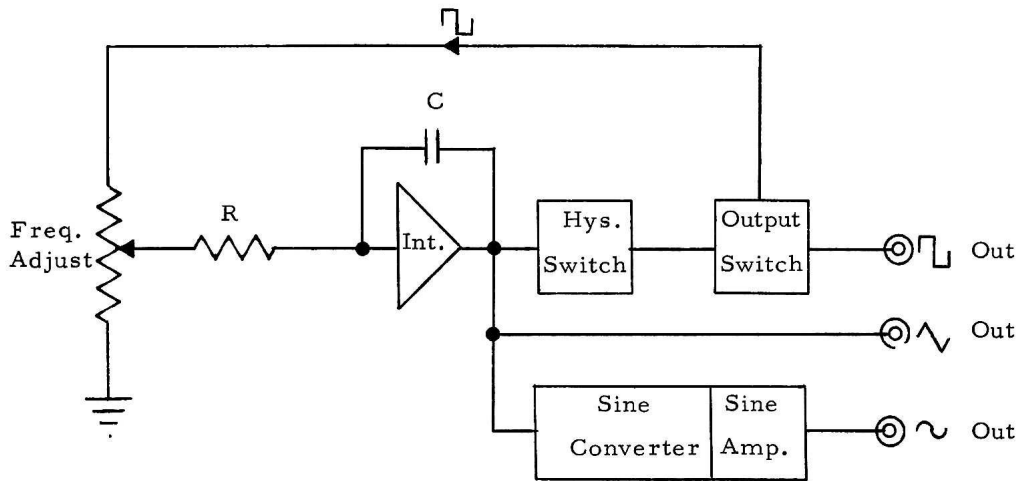 C
R
Freq.
Adjust
Int.
Hys.
Switch
Output
Switch
Out
Out
Sine
Converter
Sine
Amp.
Out